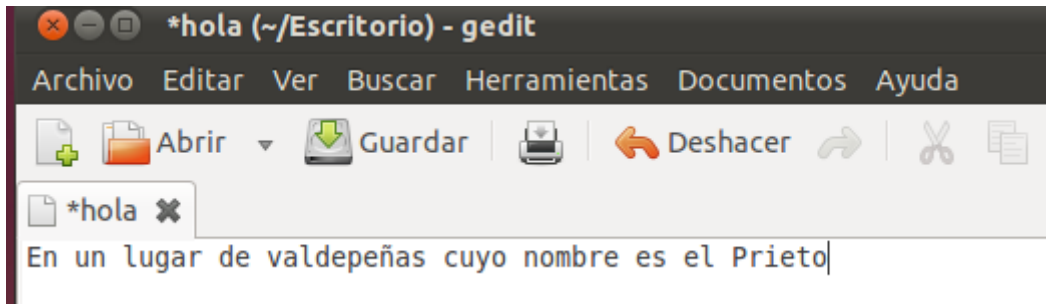 *hola (~/Escritorio) - gedit
Archivo Editar Ver Buscar Herramientas Documentos Ayuda
Abrir Guardar Deshacer
*hola
En un lugar de valdepeñas cuyo nombre es el Prieto